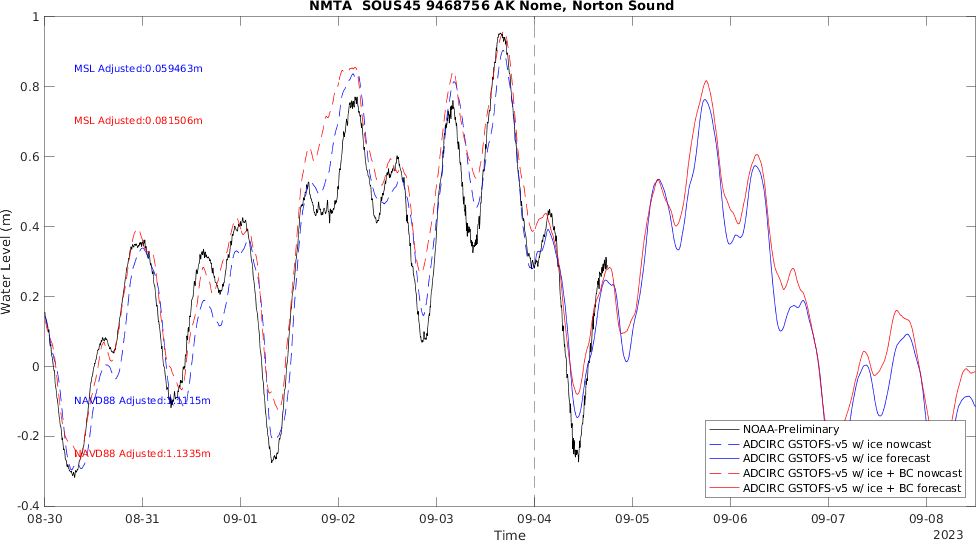 NMTA SOUS45 9468756 AK Nome, Norton Sound
Water Level (m)
1
0.8
0.6
0.4
0.2
0
-0.2
-0.4
MSL Adjusted:0.059463m
MSL Adjusted:0.081506m
NAVD88 Adjusted:1.1115m
NAVD88 Adjusted:1.1335m
NOAA-Preliminary
ADCIRC GSTOFS-v5 w/ ice nowcast
ADCIRC GSTOFS-v5 w/ ice forecast
ADCIRC GSTOFS-v5 w/ ice + BC nowcast
ADCIRC GSTOFS-v5 w/ ice + BC forecast
08-30 08-31 09-01 09-02 09-03 09-04 09-05 09-06 09-07 09-08
Time
2023